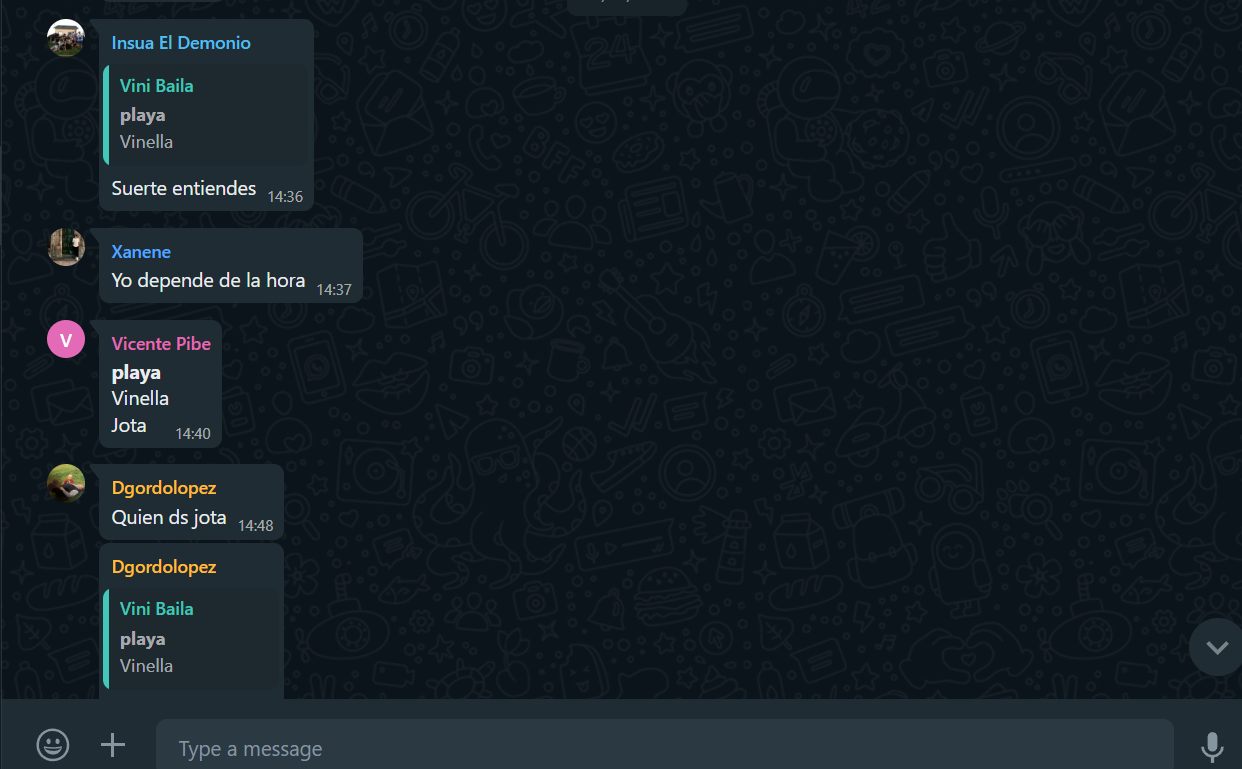 Insua El Demonio
Vini Baila
playa
Vinella
Suerte entiendes 14:36
Xanene
Yo depende de la hora 14:37
V
Vicente Pibe
playa
Vinella
Jota 14:40
Dgordolopez
Quien ds jota 14:48
Dgordolopez
Vini Baila
playa
Vinella
Type a message